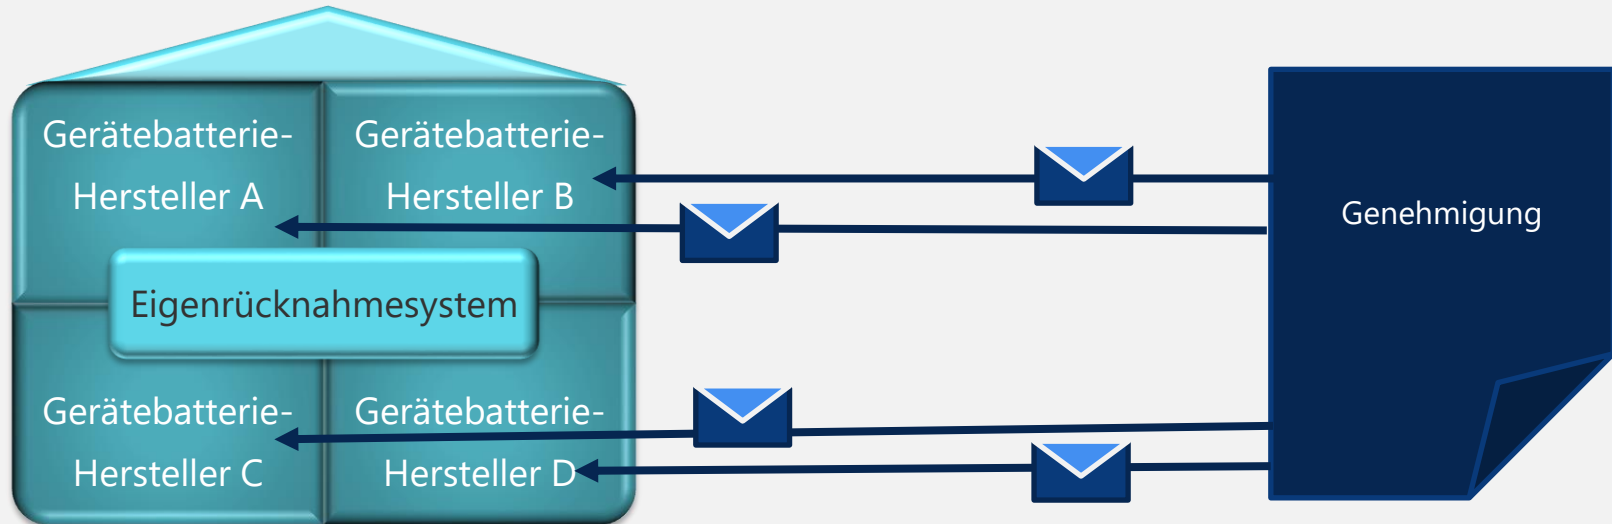 Gerätebatterie-
Hersteller A
Gerätebatterie-
Hersteller B
Genehmigung
Eigenrücknahmesystem
Gerätebatterie-
Hersteller C
Gerätebatterie-
Hersteller D